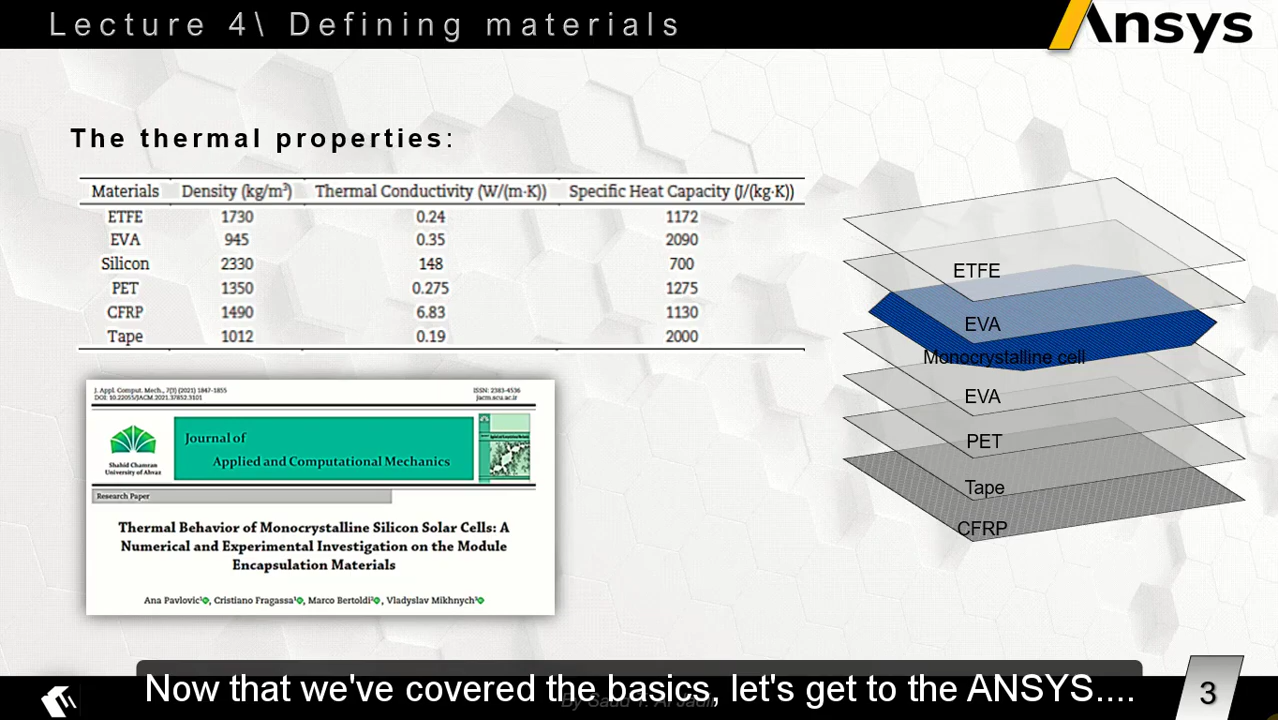 Lecture 4\ Defining materials
Ansys
The thermal properties:
Materials Density (kg/m³) Thermal Conductivity (W/(m·K)) Specific Heat Capacity (J/(kg·K))
ETFE 1730 0.24 1172
EVA 945 0.35 2090
Silicon 2330 148 700
PET 1350 0.275 1275
CFRP 1490 6.83 1130
Tape 1012 0.19 2000
ETFE
EVA
Monocrystalline cell
EVA
PET
Tape
CFRP
J. Appl. Comput. Mech., 7(3) (2021) 1847-1855
DOI: 10.22055/JACM.2021.37852.3101
ISSN: 2383-4536
jacm.scu.ac.ir
Shahid Chamran
University of Ahvaz
Journal of
Applied and Computational Mechanics
Research Paper
Thermal Behavior of Monocrystalline Silicon Solar Cells: A
Numerical and Experimental Investigation on the Module
Encapsulation Materials
Ana Pavlovic¹, Cristiano Fragassa¹, Marco Bertoldi², Vladyslav Mikhnych³
Now that we've covered the basics, let's get to the ANSYS....
3